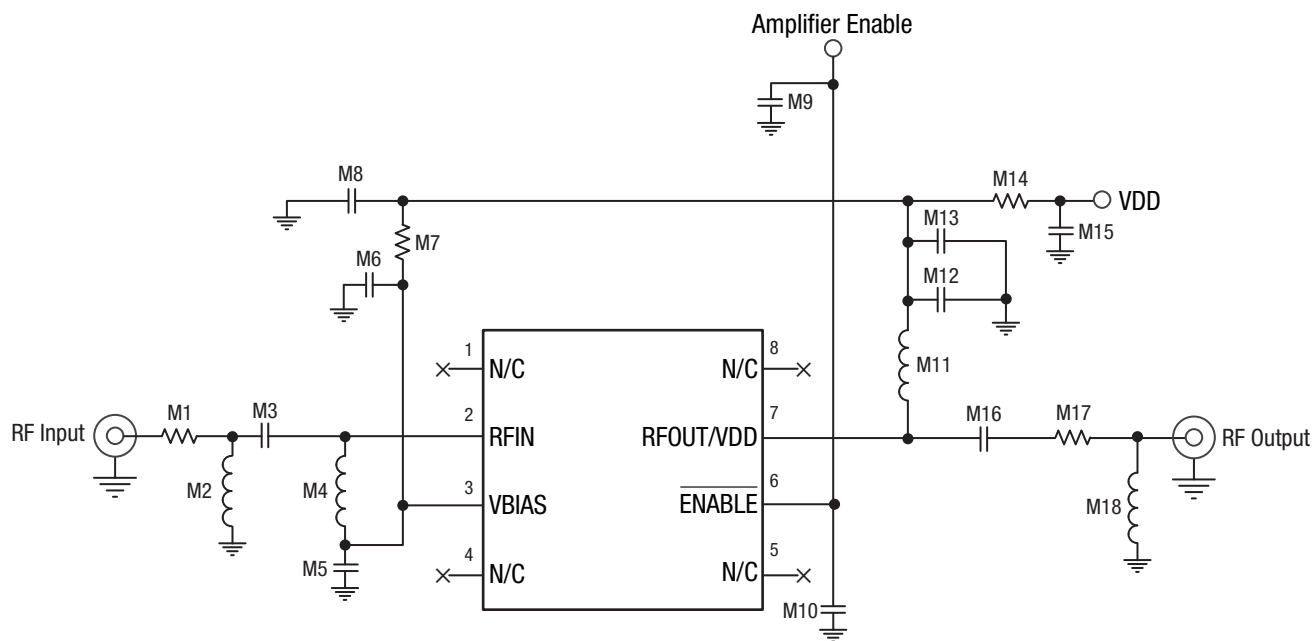 Amplifier Enable
M9
M8
M14
VDD
M13
M15
M7
M6
M12
1
N/C
8
N/C
M11
M1
M3
2
7
M16
M17
RF Input
RFIN
RFOUT/VDD
RF Output
M2
M4
3
VBIAS
6
ENABLE
M18
M5
4
N/C
5
N/C
M10